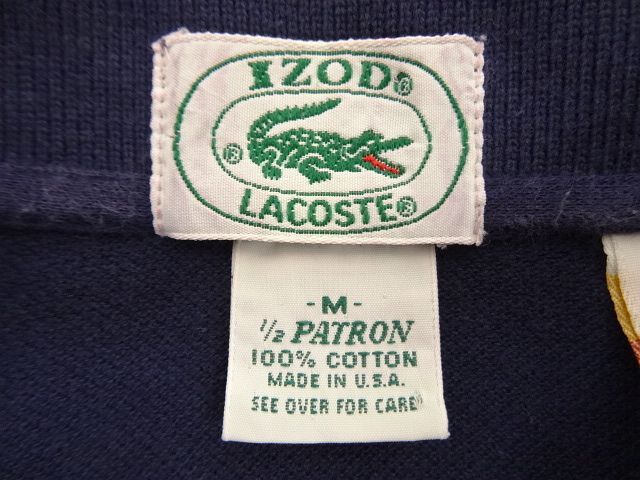 IZOD®
®
LACOSTE®
-M-
1/2 PATRON
100% COTTON
MADE IN U.S.A.
SEE OVER FOR CARE